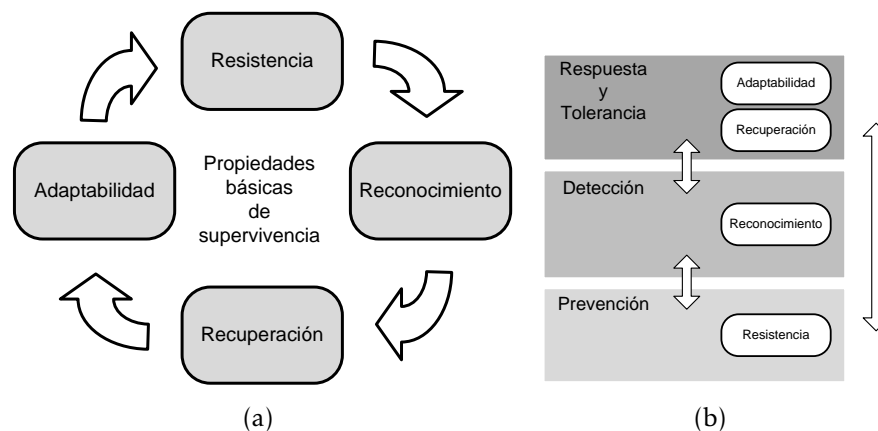 Resistencia
Adaptabilidad
Propiedades
básicas
de
supervivencia
Reconocimiento
Recuperación
(a)
Respuesta
y
Tolerancia
Adaptabilidad
Recuperación
Detección
Reconocimiento
Prevención
Resistencia
(b)